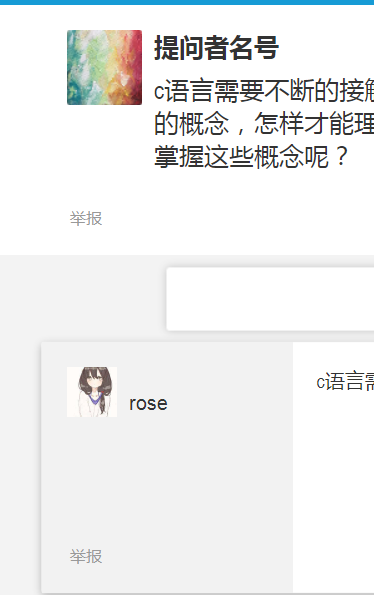 提问者名号
c语言需要不断的接触
的概念，怎样才能理
掌握这些概念呢？
举报
rose
c语言需
举报